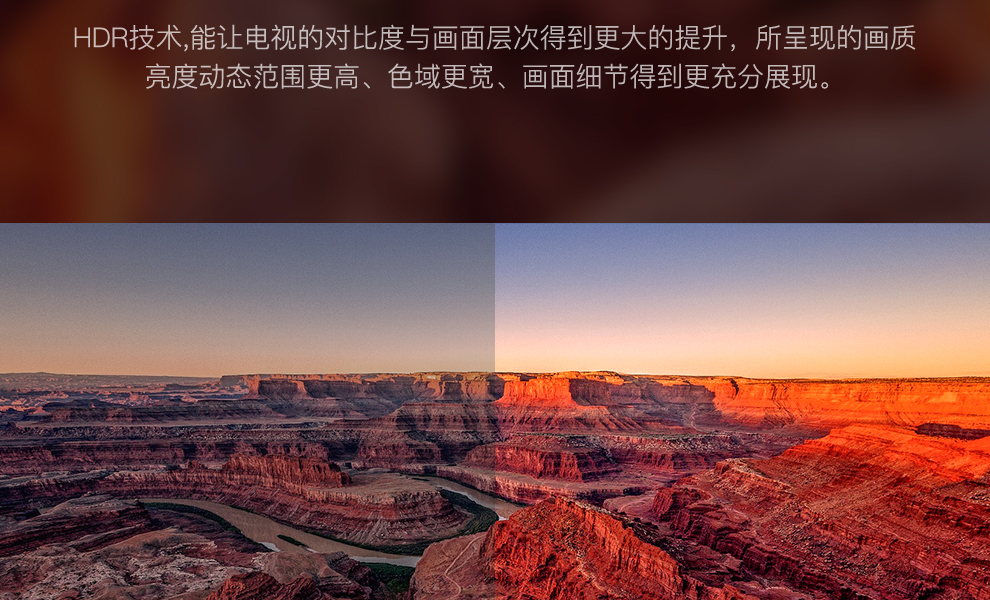 HDR技术,能让电视的对比度与画面层次得到更大的提升，所呈现的画质
亮度动态范围更高、色域更宽、画面细节得到更充分展现。